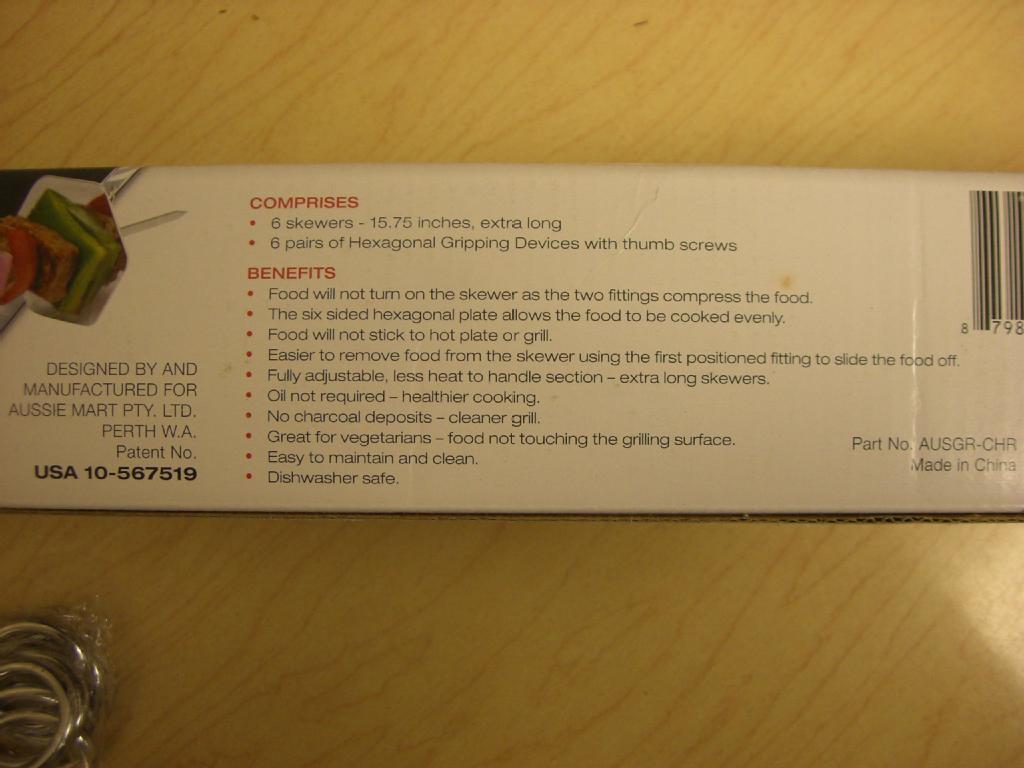 COMPRISES
• 6 skewers - 15.75 inches, extra long
• 6 pairs of Hexagonal Gripping Devices with thumb screws
BENEFITS
• Food will not turn on the skewer as the two fittings compress the food.
• The six sided hexagonal plate allows the food to be cooked evenly.
• Food will not stick to hot plate or grill.
• Easier to remove food from the skewer using the first positioned fitting to slide the food off.
• Fully adjustable, less heat to handle section – extra long skewers.
• Oil not required – healthier cooking.
• No charcoal deposits – cleaner grill.
• Great for vegetarians – food not touching the grilling surface.
• Easy to maintain and clean.
• Dishwasher safe.
DESIGNED BY AND
MANUFACTURED FOR
AUSSIE MART PTY. LTD.
PERTH W.A.
Patent No.
USA 10-567519
8 798
Part No. AUSGR-CHR
Made in China